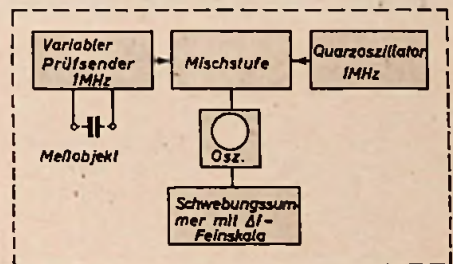 Variabler
Prüfsender
1MHz
Mischstufe
Quarzoszillator
1MHz
Meßobjekt
Osz.
Schwebungssum-
mer mit Δf-
Feinskala